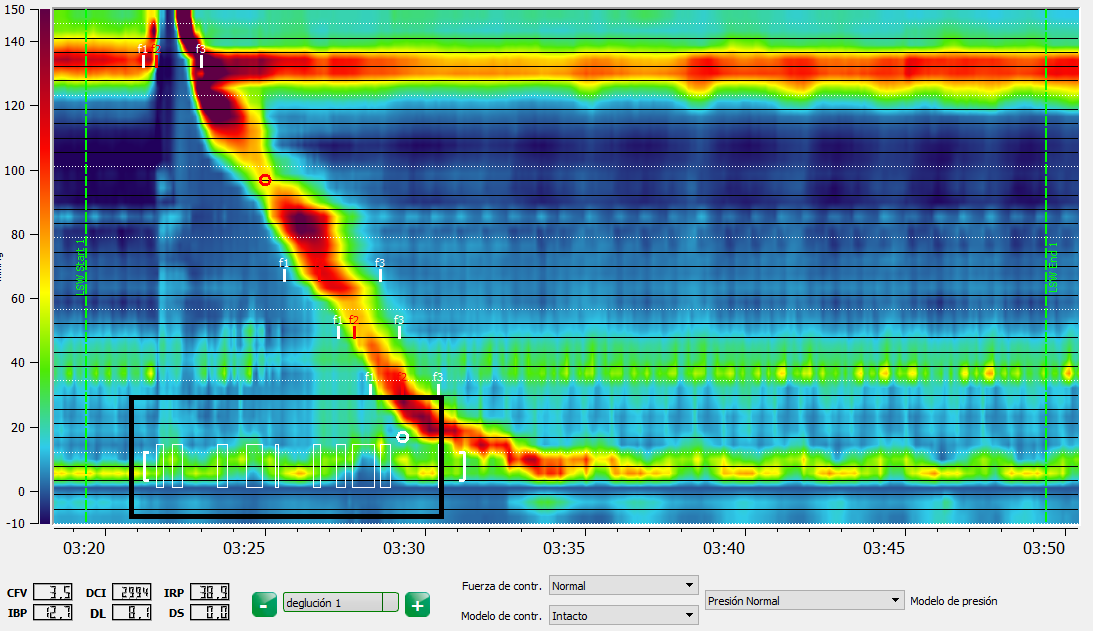 150
140
120
100
80
60
40
20
0
-10
f1 f2 f3
LSW Start 1
LSW End 1
f1 f3
f1 f2 f3
f3
03:20 03:25 03:30 03:35 03:40 03:45 03:50
CFV 3.5 DCI 2994 IRP 38.9 Fuerza de contr. Normal
IBP 12.7 DL 8.1 DS 0.0 - deglución 1 + Presión Normal Modelo de presión
Modelo de contr. Intacto